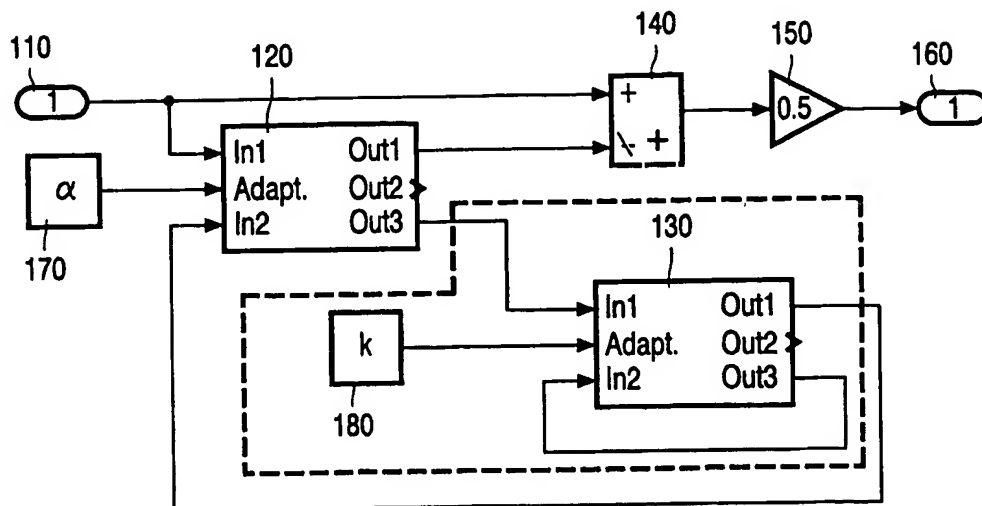 110
1
120
140
150
160
+
\ +
0.5
1
In1
Out1
α
Adapt.
Out2
In2
Out3
170
130
In1
Out1
k
Adapt.
Out2
In2
Out3
180